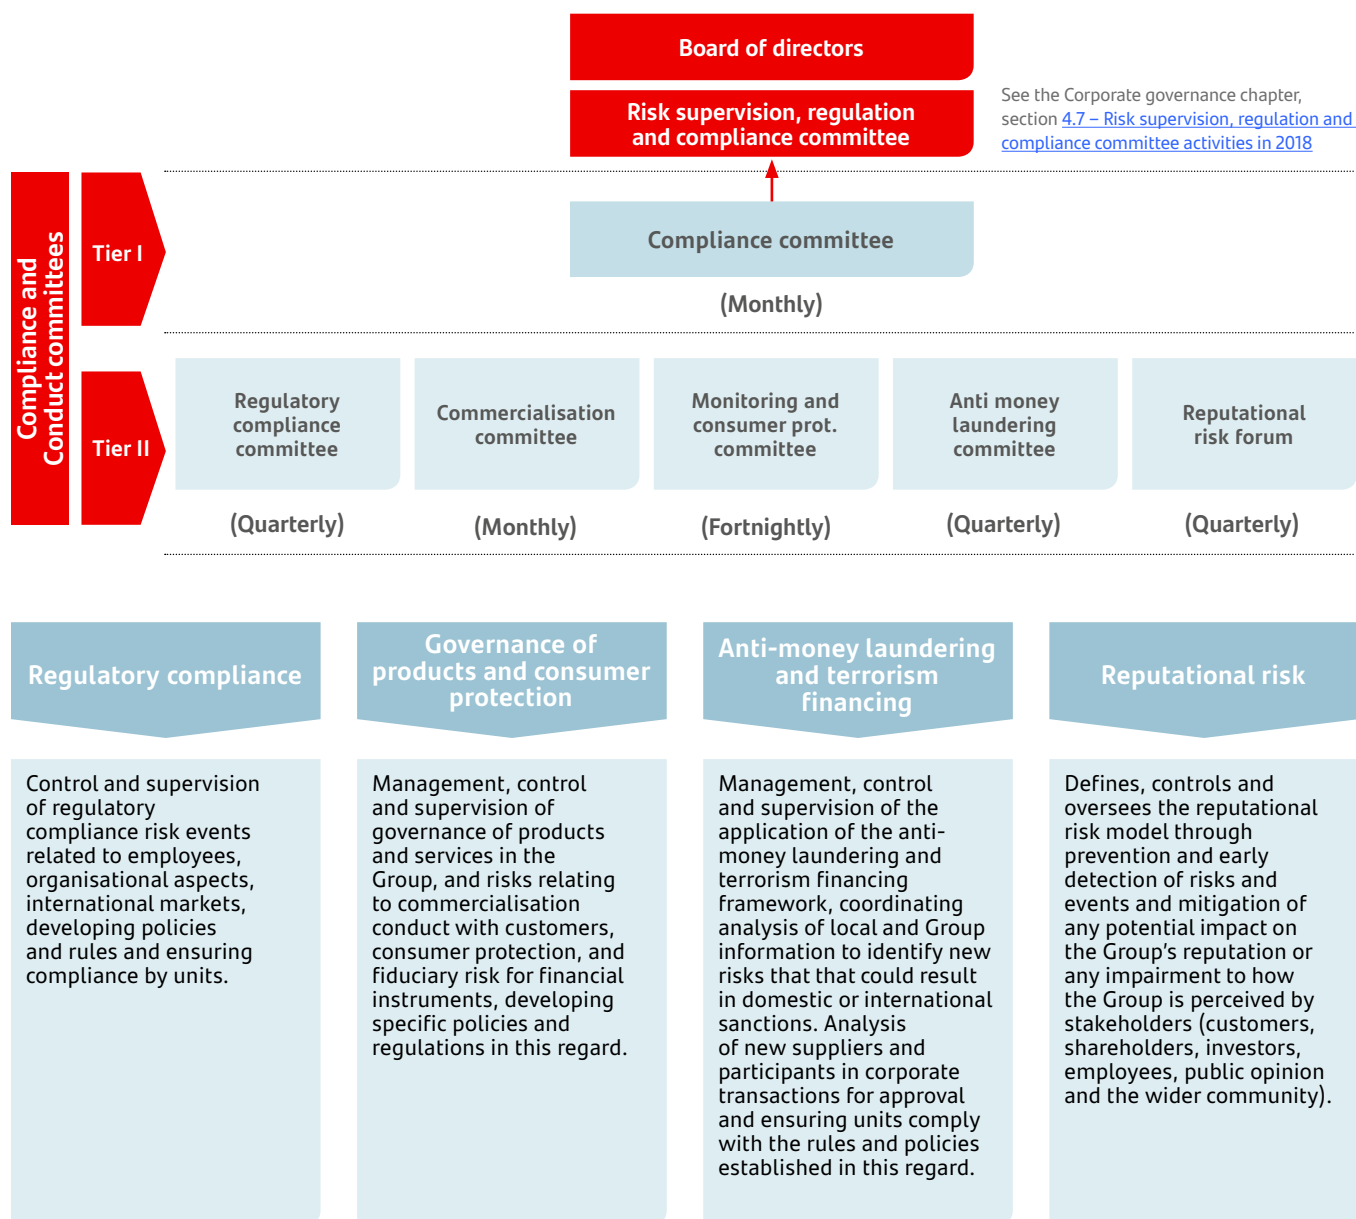 Board of directors
Risk supervision, regulation
and compliance committee
See the Corporate governance chapter,
section 4.7 – Risk supervision, regulation and
compliance committee activities in 2018
Compliance and
Conduct committees
Tier I
Compliance committee
(Monthly)
Tier II
Regulatory
compliance
committee
(Quarterly)
Commercialisation
committee
(Monthly)
Monitoring and
consumer prot.
committee
(Fortnightly)
Anti money
laundering
committee
(Quarterly)
Reputational
risk forum
(Quarterly)
Regulatory compliance
Control and supervision
of regulatory
compliance risk events
related to employees,
organisational aspects,
international markets,
developing policies
and rules and ensuring
compliance by units.
Governance of
products and consumer
protection
Management, control
and supervision of
governance of products
and services in the
Group, and risks relating
to commercialisation
conduct with customers,
consumer protection, and
fiduciary risk for financial
instruments, developing
specific policies and
regulations in this regard.
Anti-money laundering
and terrorism
financing
Management, control
and supervision of the
application of the anti-
money laundering and
terrorism financing
framework, coordinating
analysis of local and Group
information to identify new
risks that that could result
in domestic or international
sanctions. Analysis
of new suppliers and
participants in corporate
transactions for approval
and ensuring units comply
with the rules and policies
established in this regard.
Reputational risk
Defines, controls and
oversees the reputational
risk model through
prevention and early
detection of risks and
events and mitigation of
any potential impact on
the Group's reputation or
any impairment to how
the Group is perceived by
stakeholders (customers,
shareholders, investors,
employees, public opinion
and the wider community).